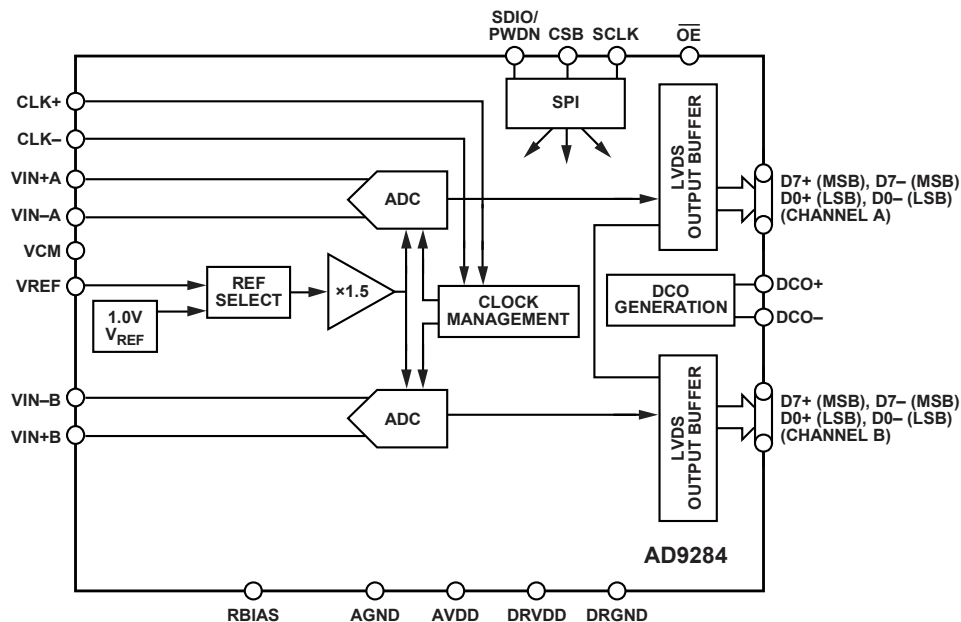 SDIO/
PWDN CSB SCLK OE
CLK+
CLK–
VIN+A
VIN–A
VCM
VREF
VIN–B
VIN+B
SPI
ADC
REF
SELECT
×1.5
1.0V
VREF
CLOCK
MANAGEMENT
ADC
LVDS
OUTPUT BUFFER
DCO
GENERATION
LVDS
OUTPUT BUFFER
D7+ (MSB), D7– (MSB)
D0+ (LSB), D0– (LSB)
(CHANNEL A)
DCO+
DCO–
D7+ (MSB), D7– (MSB)
D0+ (LSB), D0– (LSB)
(CHANNEL B)
AD9284
RBIAS AGND AVDD DRVDD DRGND